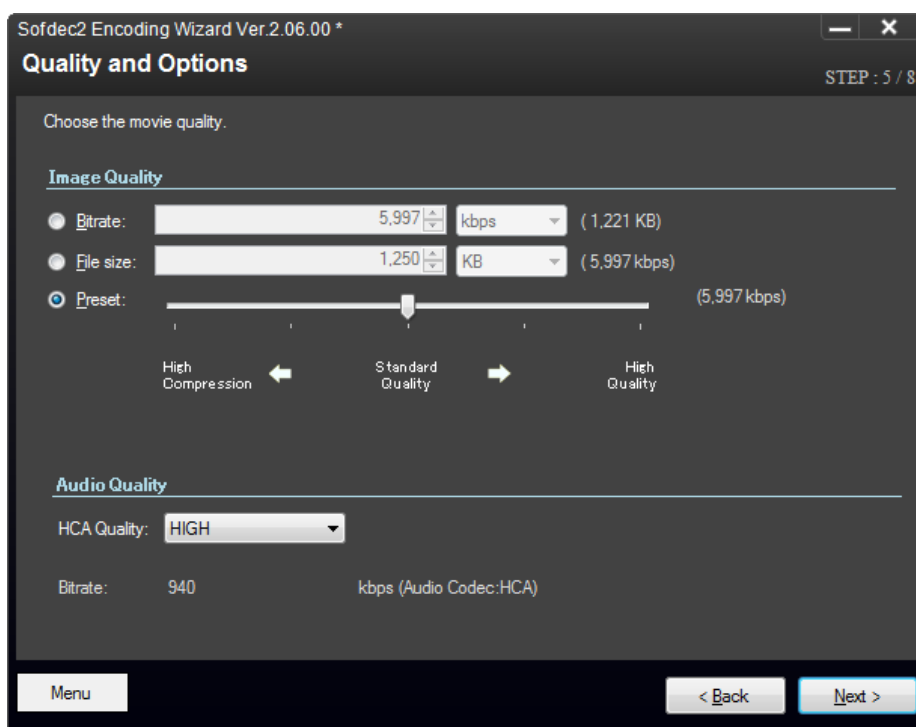 Sofdec2 Encoding Wizard Ver.2.06.00 *
Quality and Options
STEP : 5 / 8
Choose the movie quality.
Image Quality
Bitrate: 5,997 kbps ( 1,221 KB)
File size: 1,250 KB ( 5,997 kbps)
Preset: (5,997 kbps)
High Compression
Standard Quality
High Quality
Audio Quality
HCA Quality: HIGH
Bitrate: 940 kbps (Audio Codec:HCA)
Menu
< Back
Next >